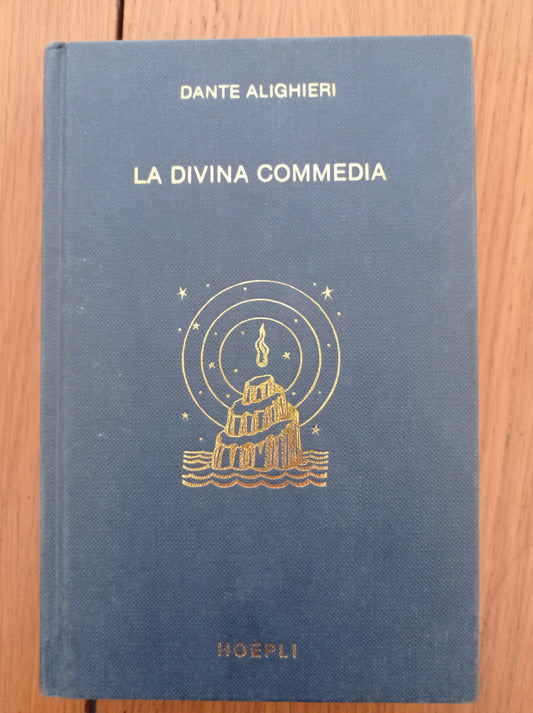 DANTE ALIGHIERI
LA DIVINA COMMEDIA
HOEPLI